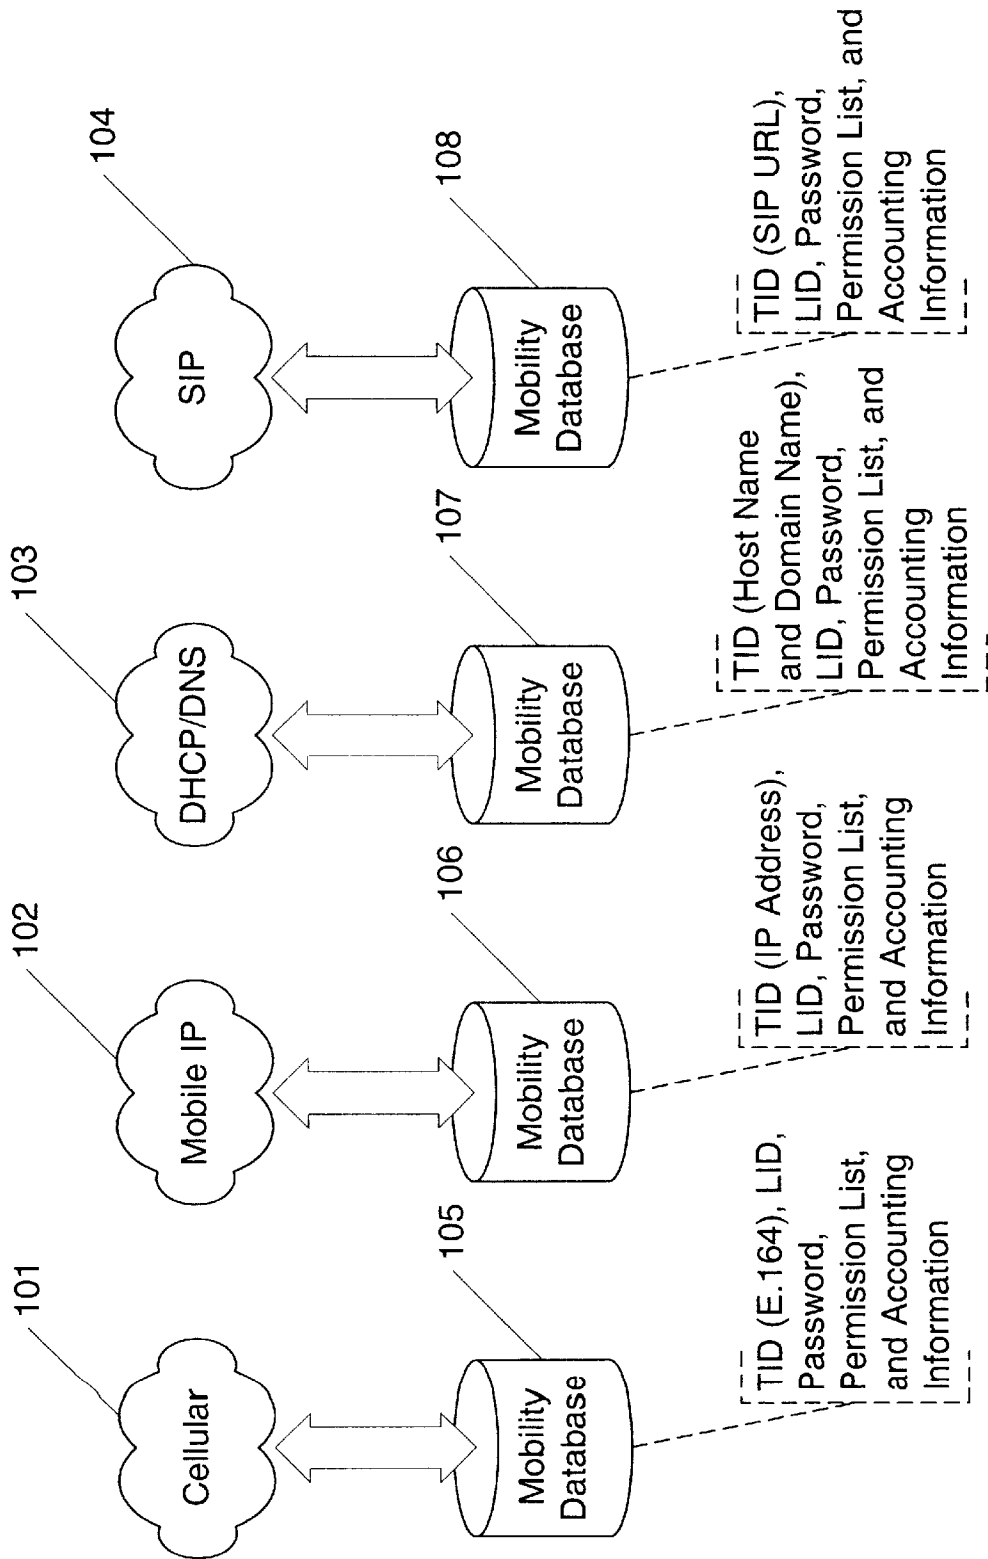 101
Cellular
105
Mobility
Database
TID (E.164), LID,
Password,
Permission List,
and Accounting
Information
102
Mobile IP
106
Mobility
Database
TID (IP Address),
LID, Password,
Permission List,
and Accounting
Information
103
DHCP/DNS
107
Mobility
Database
TID (Host Name
and Domain Name),
LID, Password,
Permission List, and
Accounting
Information
104
SIP
108
Mobility
Database
TID (SIP URL),
LID, Password,
Permission List, and
Accounting
Information